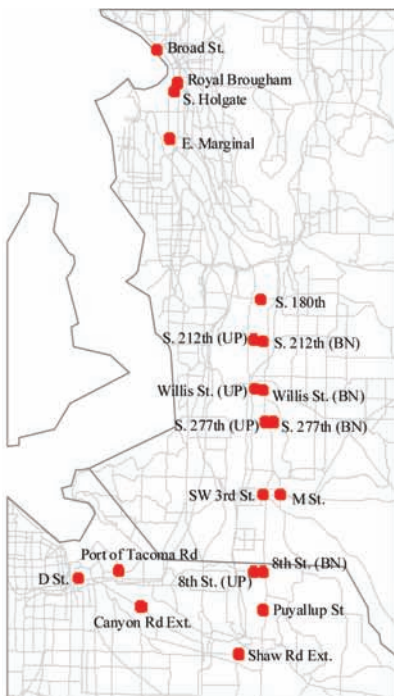 Broad St.
Royal Brougham
S. Holgate
E. Marginal
S. 180th
S. 212th (UP)
S. 212th (BN)
Willis St. (UP)
Willis St. (BN)
S. 277th (UP)
S. 277th (BN)
SW 3rd St.
M St.
Port of Tacoma Rd
8th St. (BN)
D St.
8th St. (UP)
Canyon Rd Ext.
Puyallup St
Shaw Rd Ext.